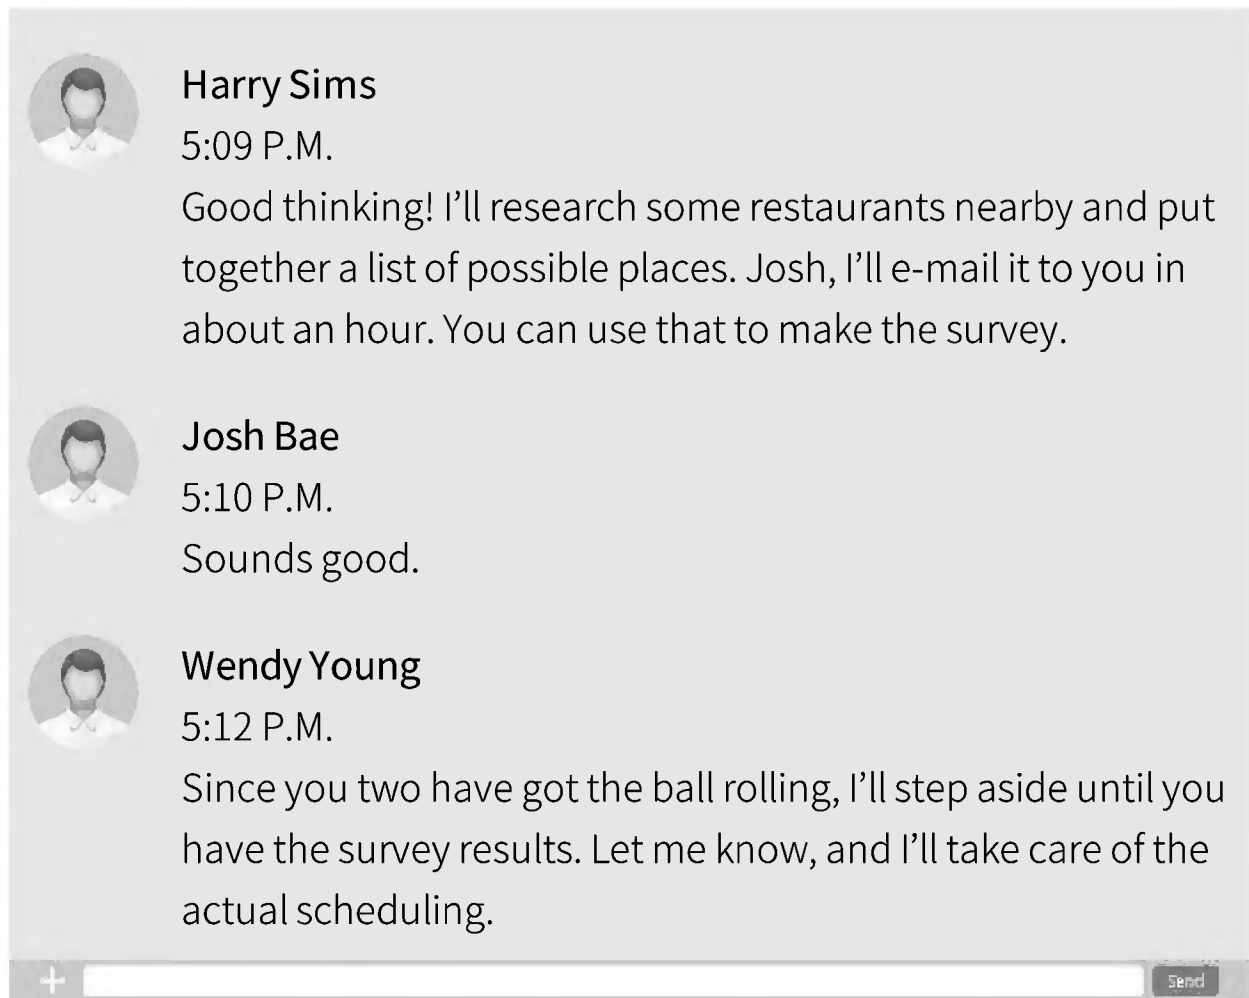 Harry Sims
5:09 P.M.
Good thinking! I’ll research some restaurants nearby and put
together a list of possible places. Josh, I’ll e-mail it to you in
about an hour. You can use that to make the survey.
Josh Bae
5:10 P.M.
Sounds good.
Wendy Young
5:12 P.M.
Since you two have got the ball rolling, I’ll step aside until you
have the survey results. Let me know, and I’ll take care of the
actual scheduling.
Send